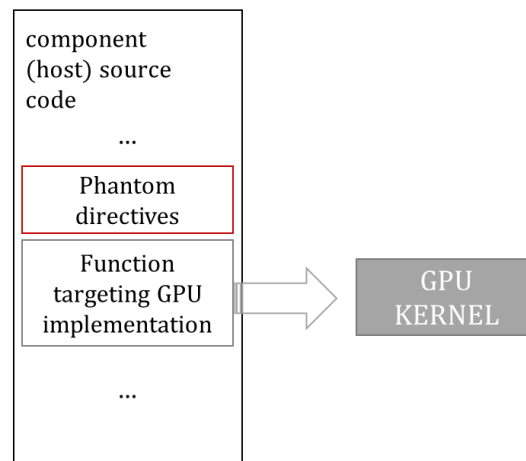 component
(host) source
code
...
Phantom
directives
Function
targeting GPU
implementation
GPU
KERNEL
...